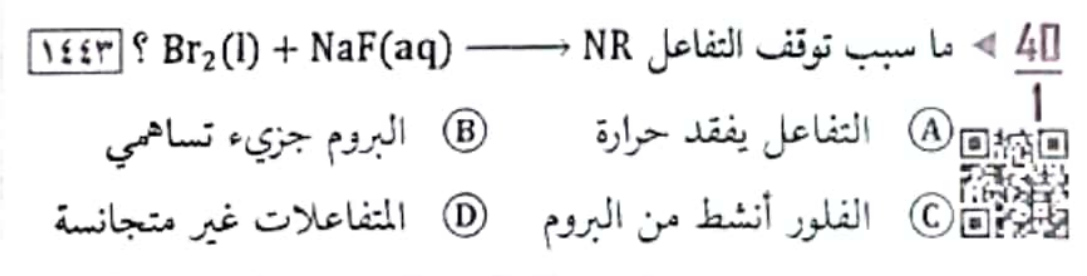 40/1 ◄ ما سبب توقف التفاعل Br₂(l) + NaF(aq) ⟶ NR ؟ ١٤٤٣
Ⓐ التفاعل يفقد حرارة Ⓑ البروم جزيء تساهمي
Ⓒ الفلور أنشط من البروم Ⓓ المتفاعلات غير متجانسة